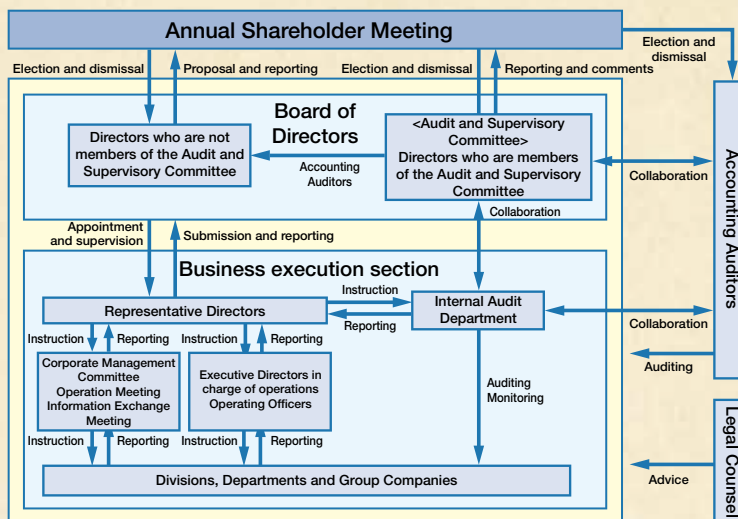 Annual Shareholder Meeting
Election and dismissal
Proposal and reporting
Election and dismissal
Reporting and comments
Election and
dismissal
Board of
Directors
Directors who are not
members of the Audit and
Supervisory Committee
Accounting
Auditors
<Audit and Supervisory
Committee>
Directors who are members
of the Audit and Supervisory
Committee
Collaboration
Accounting Auditors
Appointment
and supervision
Submission and reporting
Collaboration
Business execution section
Representative Directors
Instruction
Reporting
Internal Audit
Department
Collaboration
Instruction
Reporting
Instruction
Reporting
Corporate Management
Committee
Operation Meeting
Information Exchange
Meeting
Executive Directors in
charge of operations
Operating Officers
Auditing
Monitoring
Auditing
Instruction
Reporting
Instruction
Reporting
Divisions, Departments and Group Companies
Advice
Legal Counsel